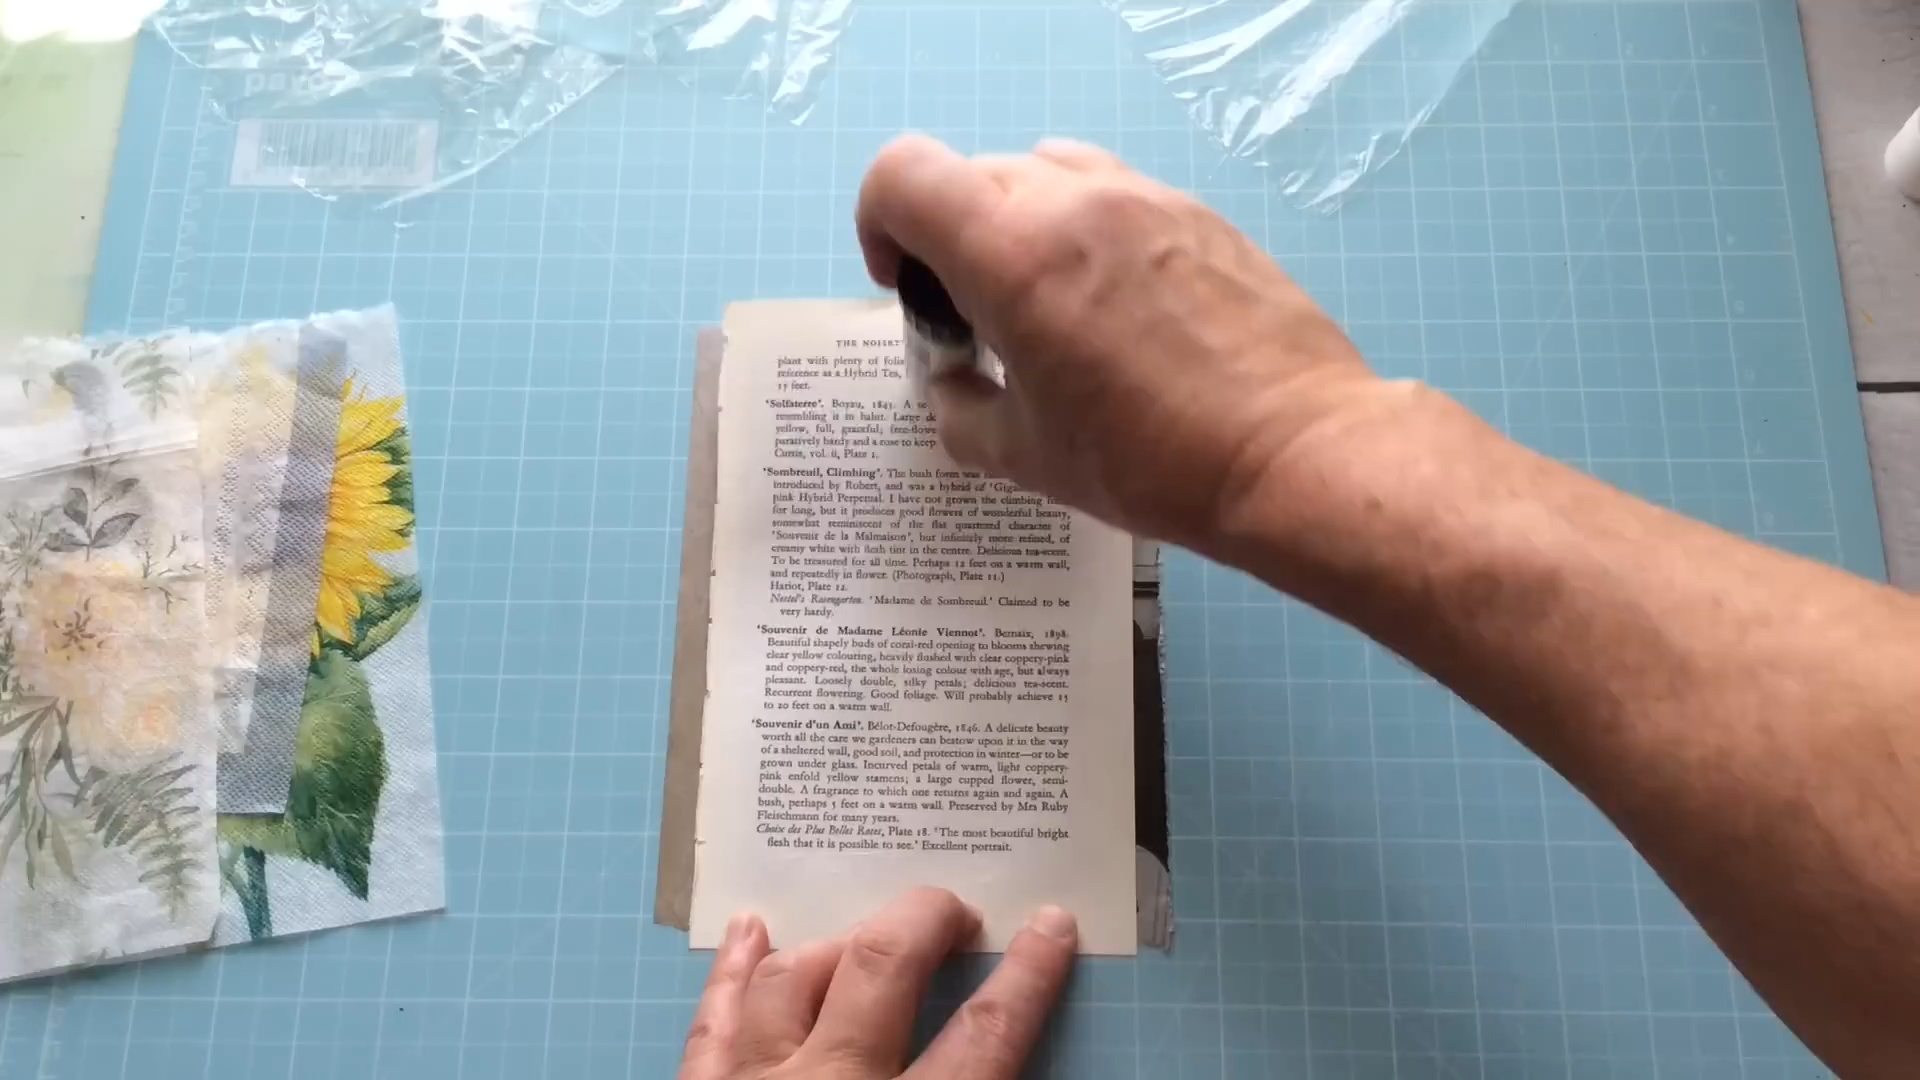 THE NOISET
plant with plenty of folia
reference as a Hybrid Tea,
15 feet.
'Solfaterre'. Boyau, 1843. A se
resembling it in habit. Large de
yellow, full, graceful; free-flowe
paratively hardy and a rose to keep
Curtis, vol. ii, Plate 1.
'Sombreuil, Climbing'. The bush form was
introduced by Robert, and was a hybrid of 'Giga
pink Hybrid Perpetual. I have not grown the climbing
for long, but it produces good flowers of wonderful beauty,
somewhat reminiscent of the flat quartered character of
'Souvenir de la Malmaison', but infinitely more refined, of
creamy white with flesh tint in the centre. Delicious tea-scent.
To be treasured for all time. Perhaps 12 feet on a warm wall,
and repeatedly in flower. (Photograph, Plate 11.)
Hariot, Plate 12.
Nestel's Rosengarten. 'Madame de Sombreuil.' Claimed to be
very hardy.
'Souvenir de Madame Léonie Viennot'. Bernaix, 1898.
Beautiful shapely buds of coral-red opening to blooms shewing
clear yellow colouring, heavily flushed with clear coppery-pink
and coppery-red, the whole losing colour with age, but always
pleasant. Loosely double, silky petals; delicious tea-scent.
Recurrent flowering. Good foliage. Will probably achieve 15
to 20 feet on a warm wall.
'Souvenir d'un Ami'. Bélot-Defougère, 1846. A delicate beauty
worth all the care we gardeners can bestow upon it in the way
of a sheltered wall, good soil, and protection in winter—or to be
grown under glass. Incurved petals of warm, light coppery-
pink enfold yellow stamens; a large cupped flower, semi-
double. A fragrance to which one returns again and again. A
bush, perhaps 5 feet on a warm wall. Preserved by Mrs Ruby
Fleischmann for many years.
Choix des Plus Belles Roses, Plate 18. 'The most beautiful bright
flesh that it is possible to see.' Excellent portrait.